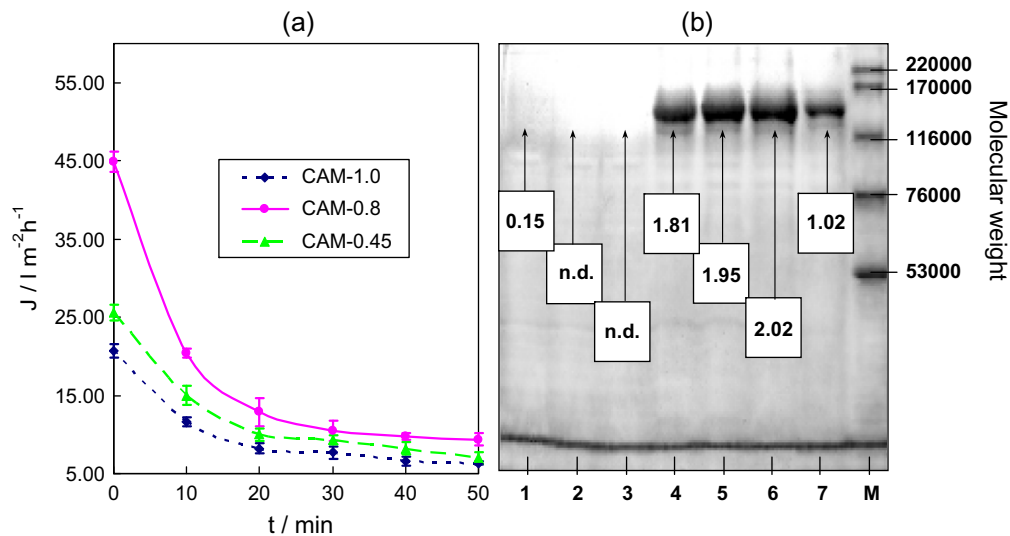 (a)
(b)
55.00
45.00
35.00
25.00
15.00
5.00
J / l m⁻²h⁻¹
0 10 20 30 40 50
t / min
CAM-1.0
CAM-0.8
CAM-0.45
220000
170000
116000
76000
53000
Molecular weight
0.15
n.d.
n.d.
1.81
1.95
2.02
1.02
1 2 3 4 5 6 7 M